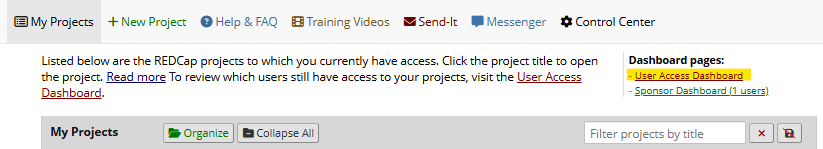 My Projects + New Project Help & FAQ Training Videos Send-It Messenger Control Center
Listed below are the REDCap projects to which you currently have access. Click the project title to open
the project. Read more To review which users still have access to your projects, visit the User Access
Dashboard.
Dashboard pages:
- User Access Dashboard
- Sponsor Dashboard (1 users)
My Projects Organize Collapse All Filter projects by title